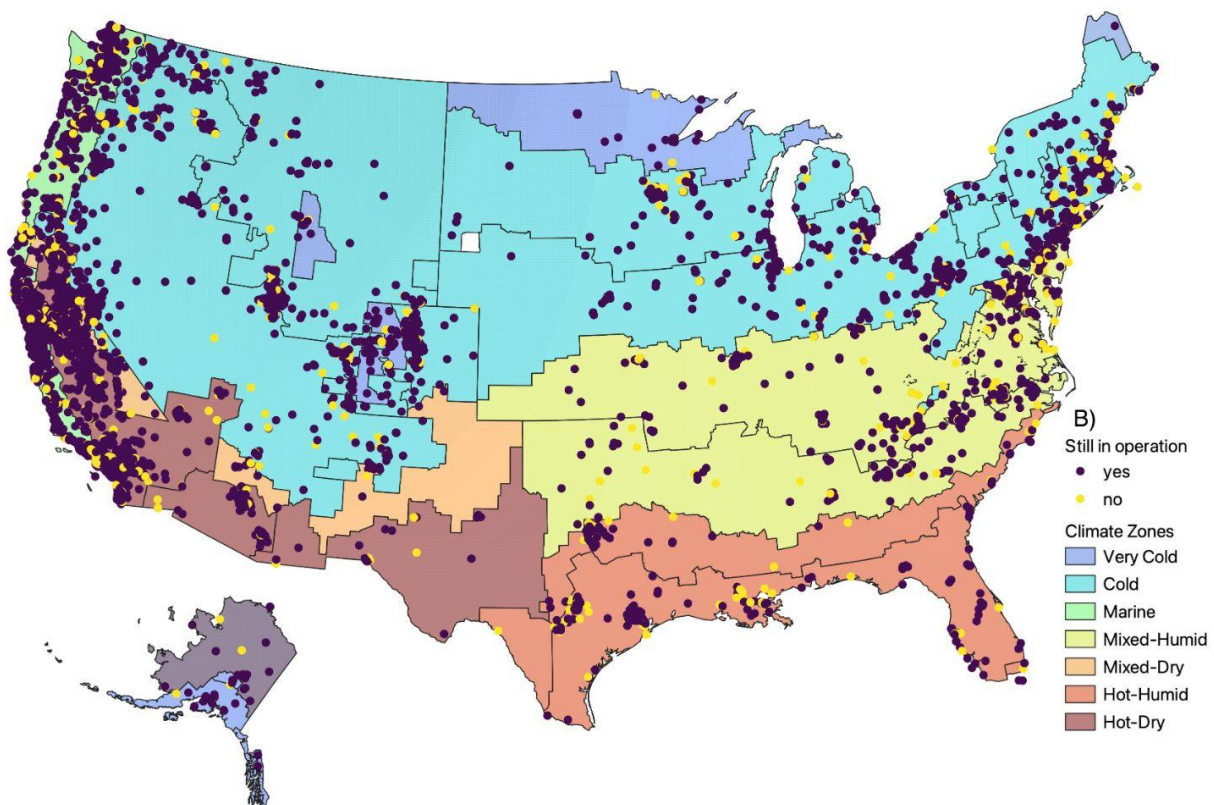 B)
Still in operation
yes
no
Climate Zones
Very Cold
Cold
Marine
Mixed-Humid
Mixed-Dry
Hot-Humid
Hot-Dry